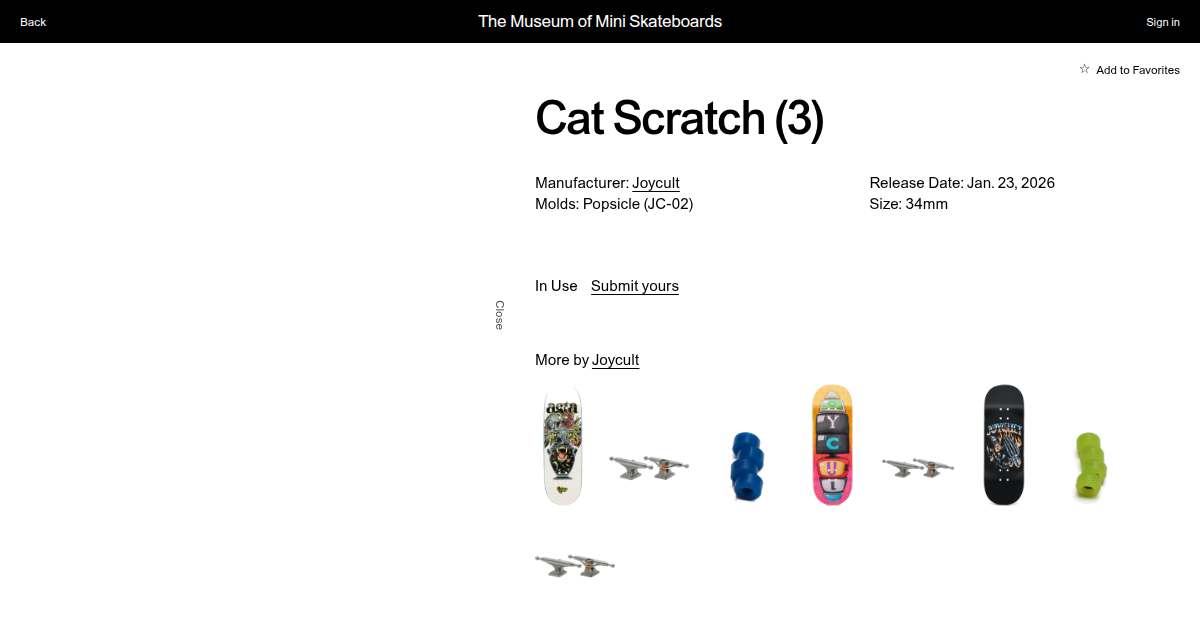 Back
The Museum of Mini Skateboards
Sign in
☆ Add to Favorites
Cat Scratch (3)
Manufacturer: Joycult
Molds: Popsicle (JC-02)
Release Date: Jan. 23, 2026
Size: 34mm
In Use Submit yours
Close
More by Joycult
asta
Y
C
U
L